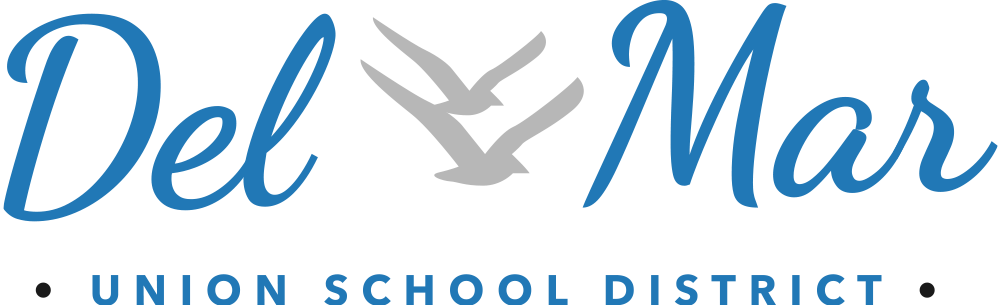 Del Mar
• UNION SCHOOL DISTRICT •